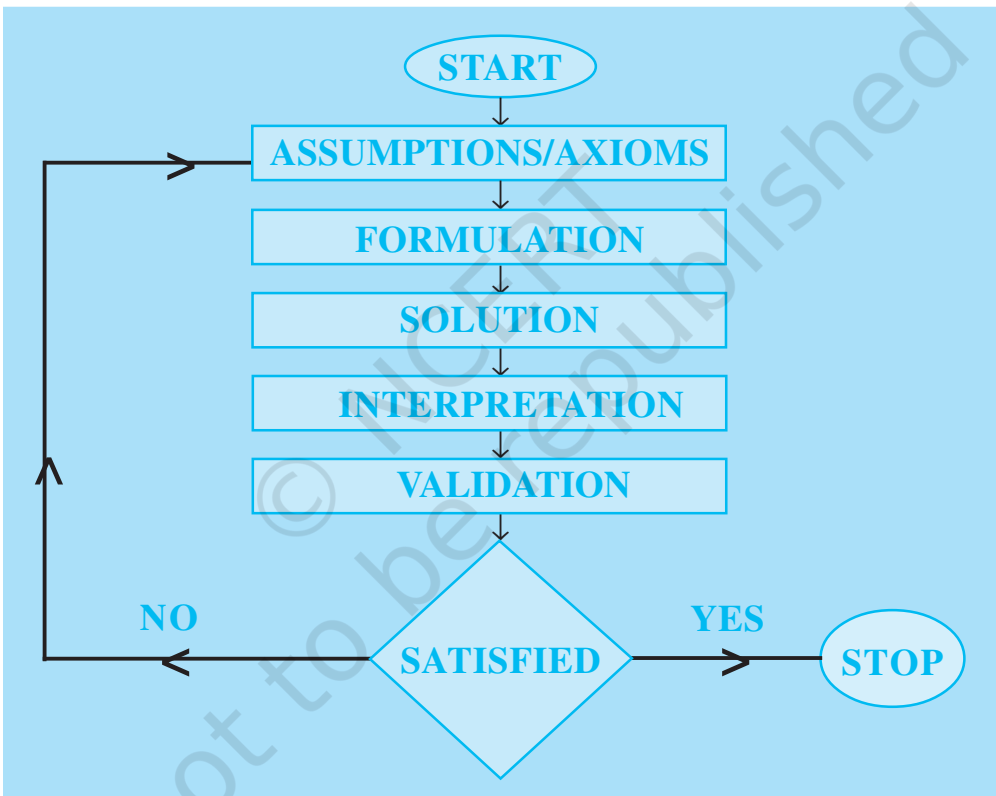 START
ASSUMPTIONS/AXIOMS
FORMULATION
SOLUTION
INTERPRETATION
VALIDATION
NO
YES
SATISFIED
STOP
© NCERT
not to be republished